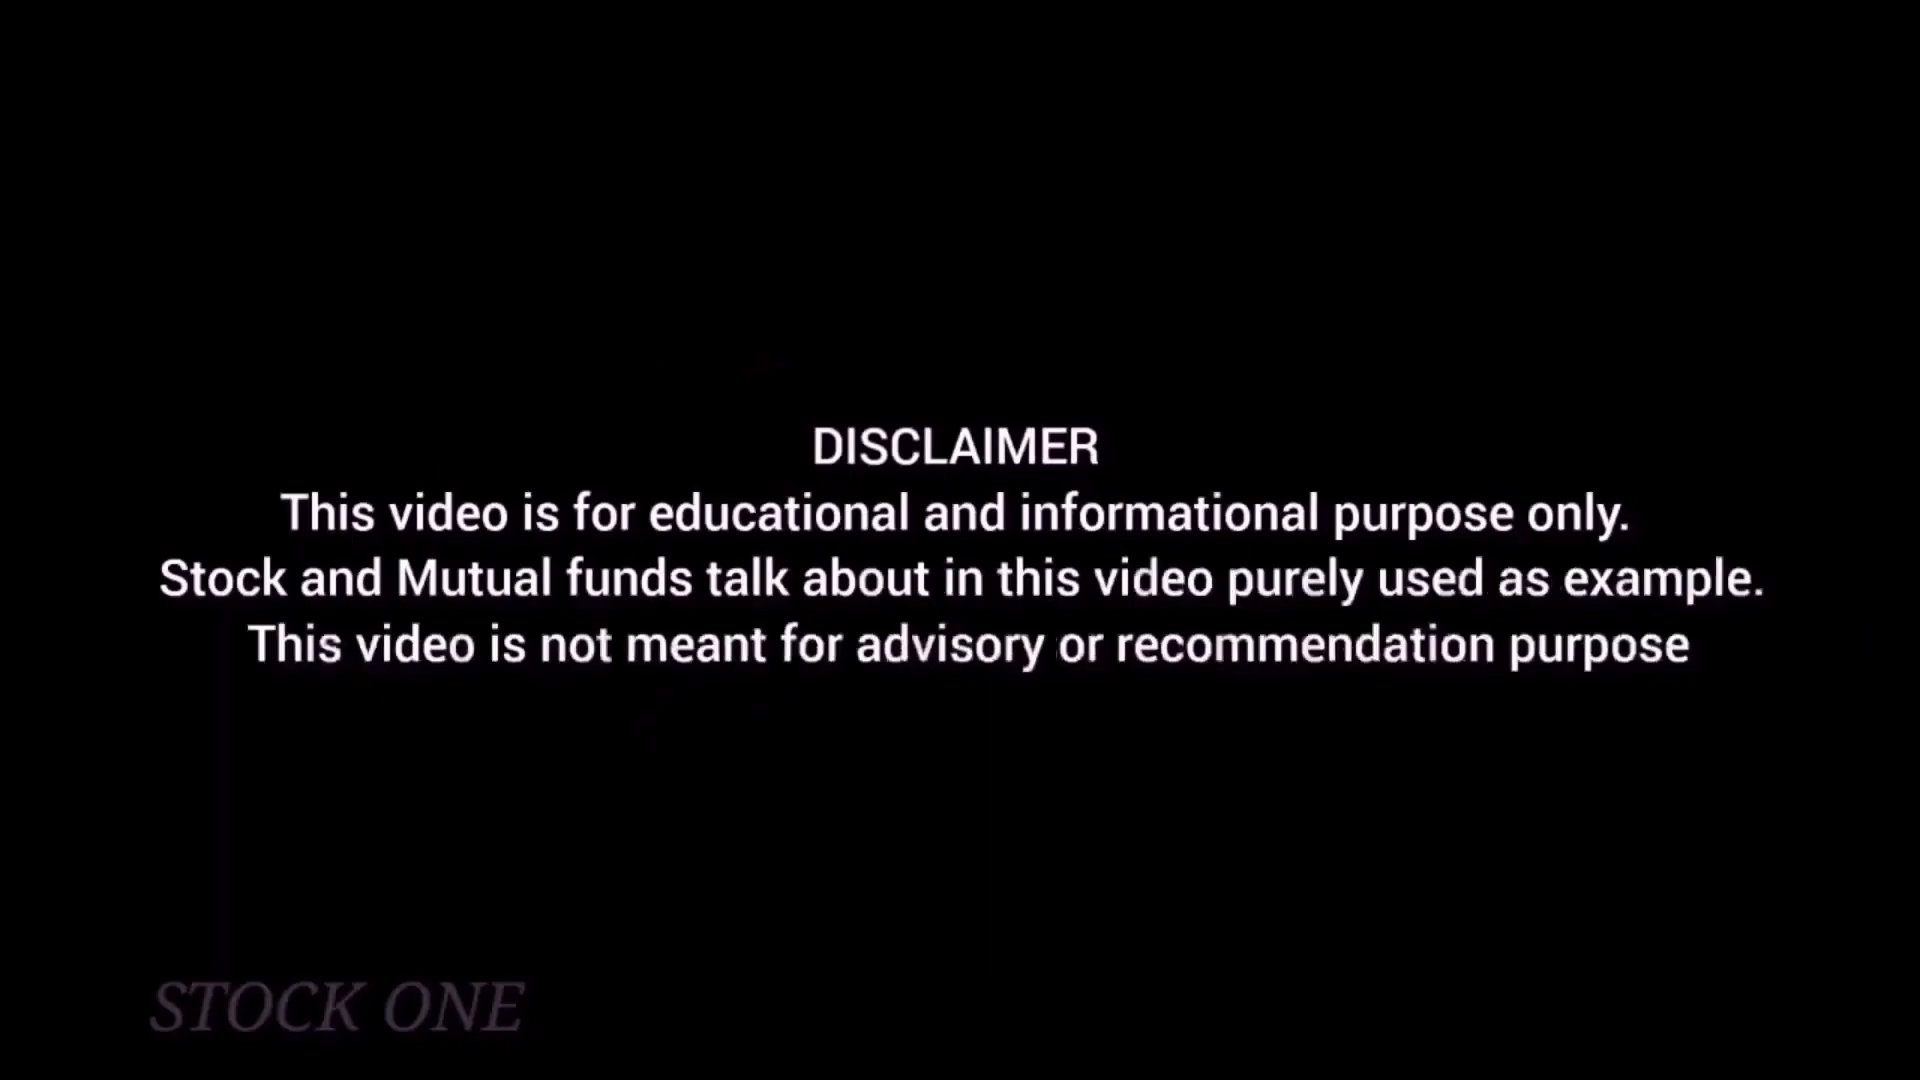 DISCLAIMER
This video is for educational and informational purpose only.
Stock and Mutual funds talk about in this video purely used as example.
This video is not meant for advisory or recommendation purpose
STOCK ONE